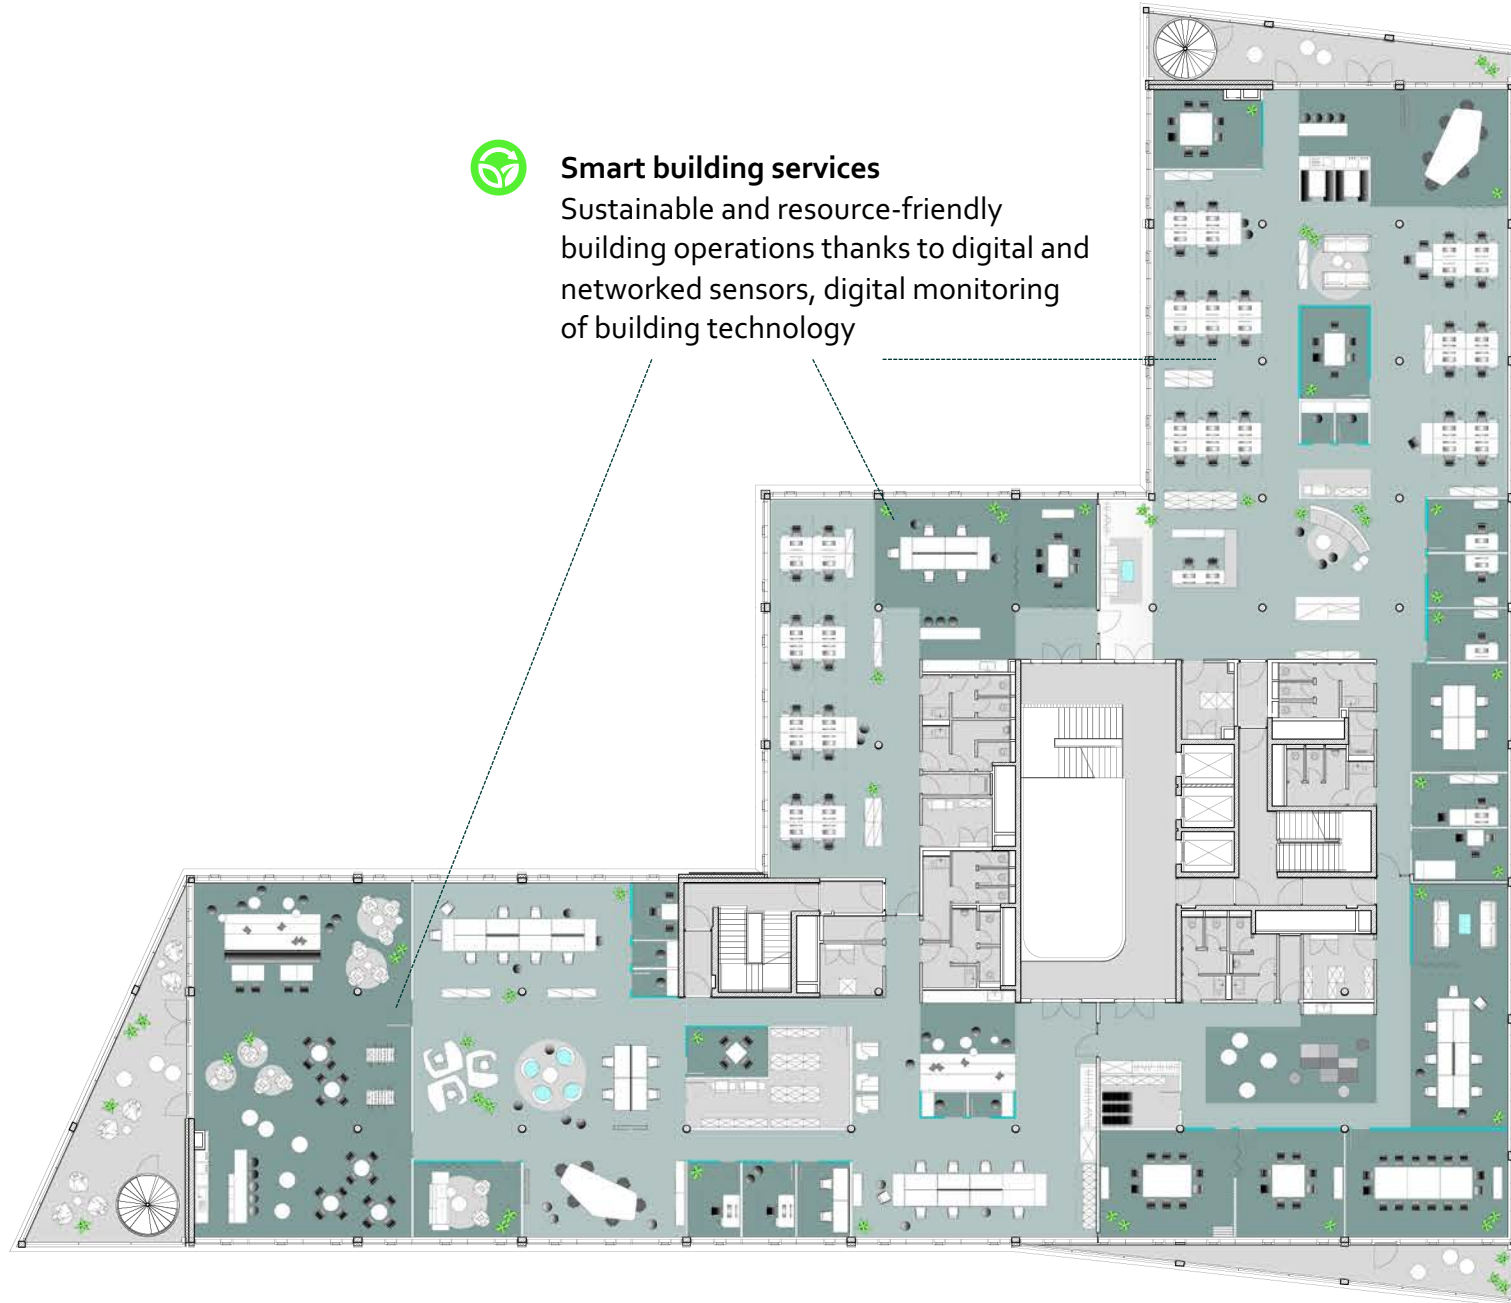 Smart building services
Sustainable and resource-friendly
building operations thanks to digital and
networked sensors, digital monitoring
of building technology